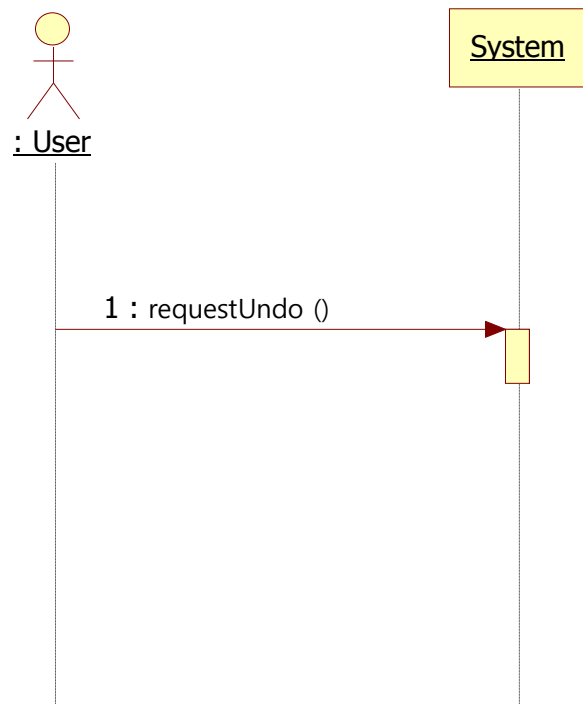 System
: User
1 : requestUndo ()